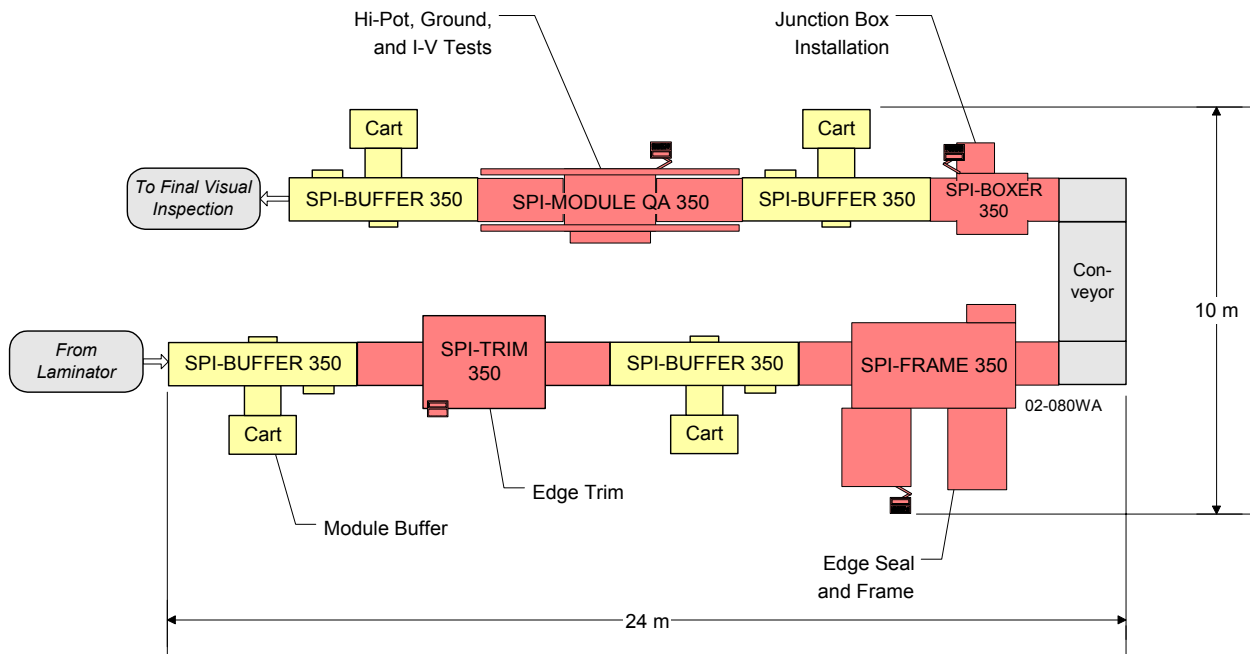 Hi-Pot, Ground,
and I-V Tests
Junction Box
Installation
Cart
Cart
To Final Visual
Inspection
SPI-BUFFER 350
SPI-MODULE QA 350
SPI-BUFFER 350
SPI-BOXER
350
Con-
veyor
10 m
From
Laminator
SPI-BUFFER 350
SPI-TRIM
350
SPI-BUFFER 350
SPI-FRAME 350
02-080WA
Cart
Cart
Edge Trim
Module Buffer
Edge Seal
and Frame
24 m